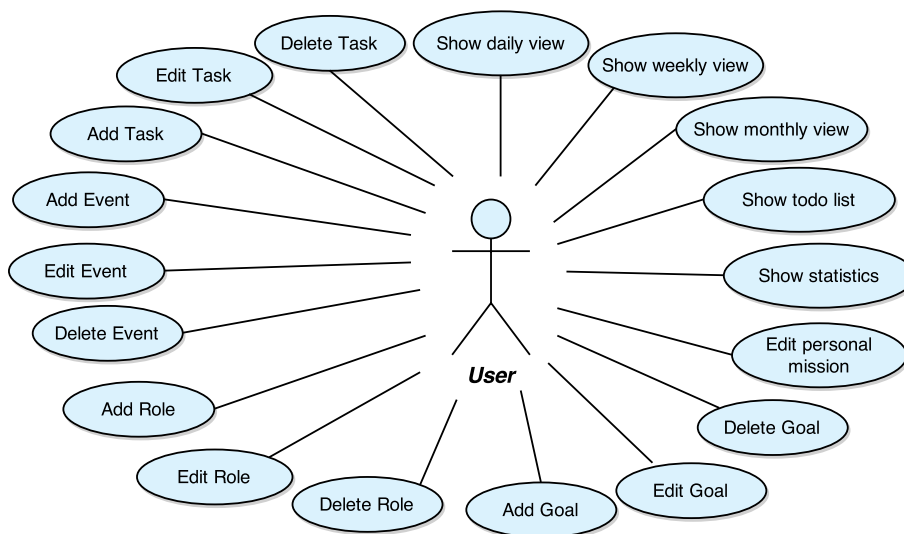 Delete Task
Show daily view
Edit Task
Show weekly view
Add Task
Show monthly view
Add Event
Show todo list
Edit Event
Show statistics
Delete Event
Edit personal
mission
User
Add Role
Delete Goal
Edit Role
Edit Goal
Delete Role
Add Goal